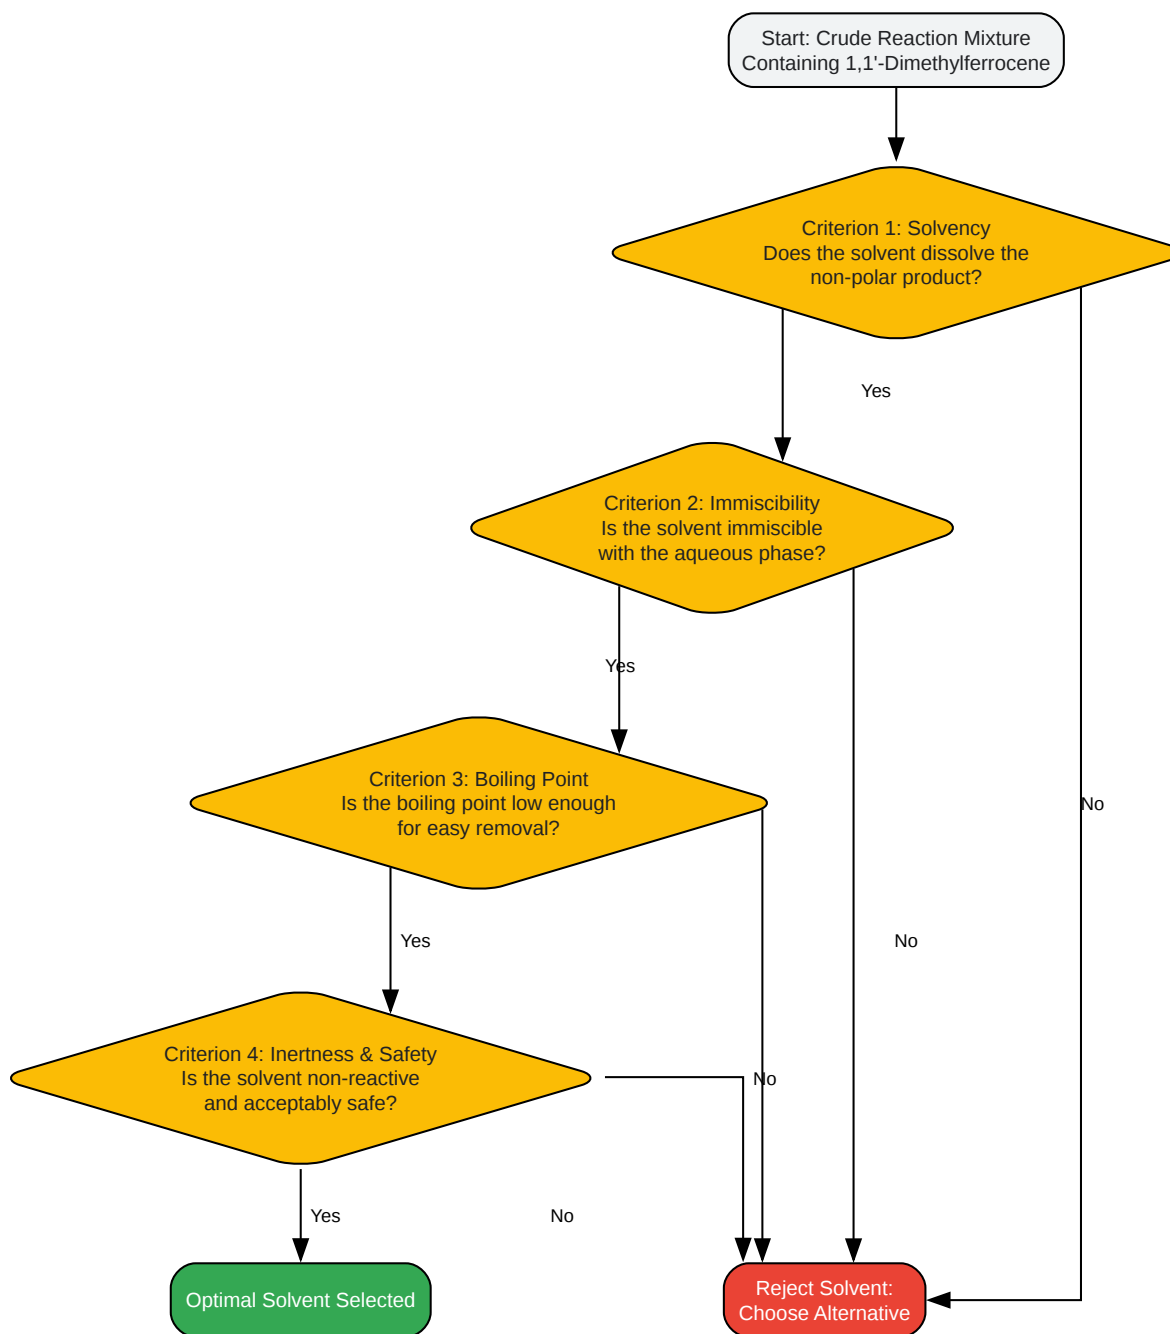 Start: Crude Reaction Mixture
Containing 1,1'-Dimethylferrocene
Criterion 1: Solvency
Does the solvent dissolve the
non-polar product?
Yes
Criterion 2: Immiscibility
Is the solvent immiscible
with the aqueous phase?
Yes
Criterion 3: Boiling Point
Is the boiling point low enough
for easy removal?
No
Yes
No
Criterion 4: Inertness & Safety
Is the solvent non-reactive
and acceptably safe?
No
Yes
No
Optimal Solvent Selected
Reject Solvent:
Choose Alternative